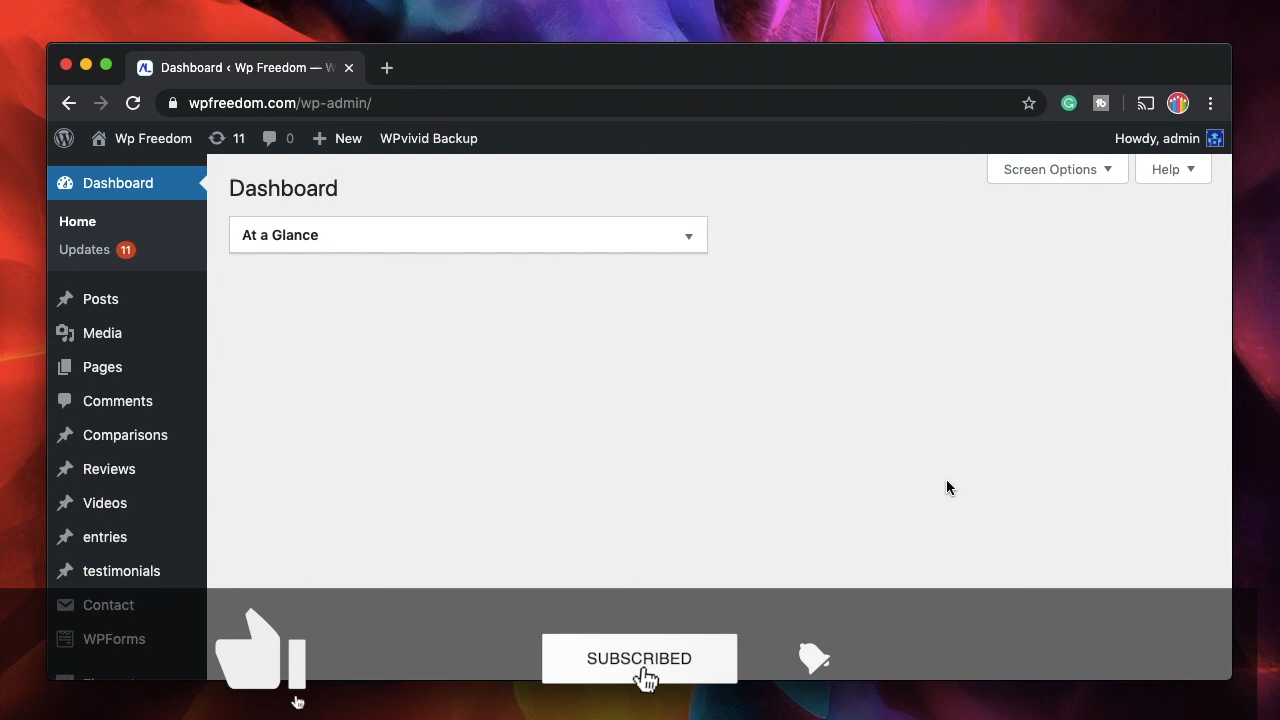 Dashboard ‹ Wp Freedom — W
wpfreedom.com/wp-admin/
Wp Freedom 11 0 New WPvivid Backup Howdy, admin
Screen Options Help
Dashboard
Dashboard
At a Glance
Home
Updates 11
Posts
Media
Pages
Comments
Comparisons
Reviews
Videos
entries
testimonials
Contact
WPForms
SUBSCRIBED